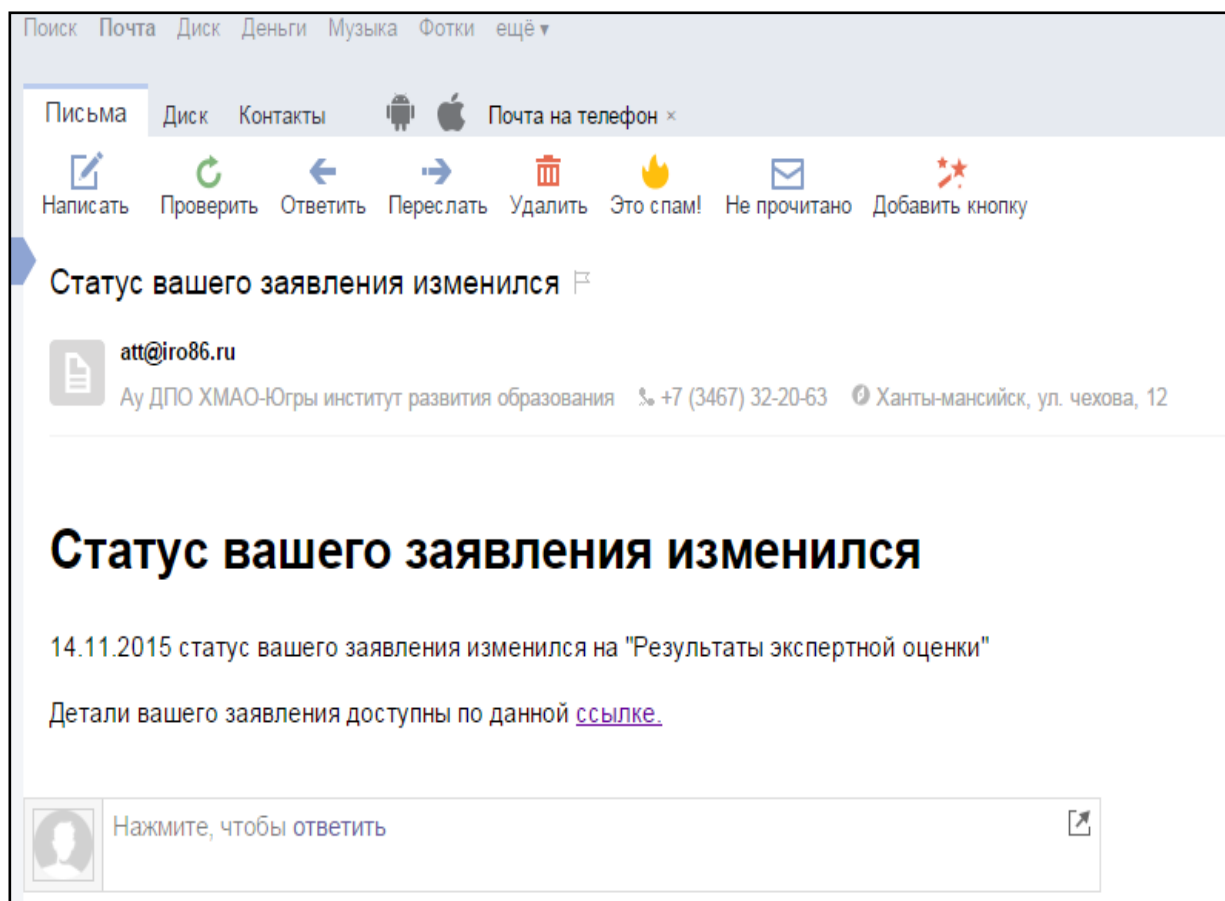 Поиск Почта Диск Деньги Музыка Фотки ещё ▾
Письма Диск Контакты Почта на телефон ×
Написать Проверить Ответить Переслать Удалить Это спам! Не прочитано Добавить кнопку
Статус вашего заявления изменился
att@iro86.ru
Ау ДПО ХМАО-Югры институт развития образования +7 (3467) 32-20-63 Ханты-мансийск, ул. чехова, 12
Статус вашего заявления изменился
14.11.2015 статус вашего заявления изменился на "Результаты экспертной оценки"
Детали вашего заявления доступны по данной ссылке.
Нажмите, чтобы ответить